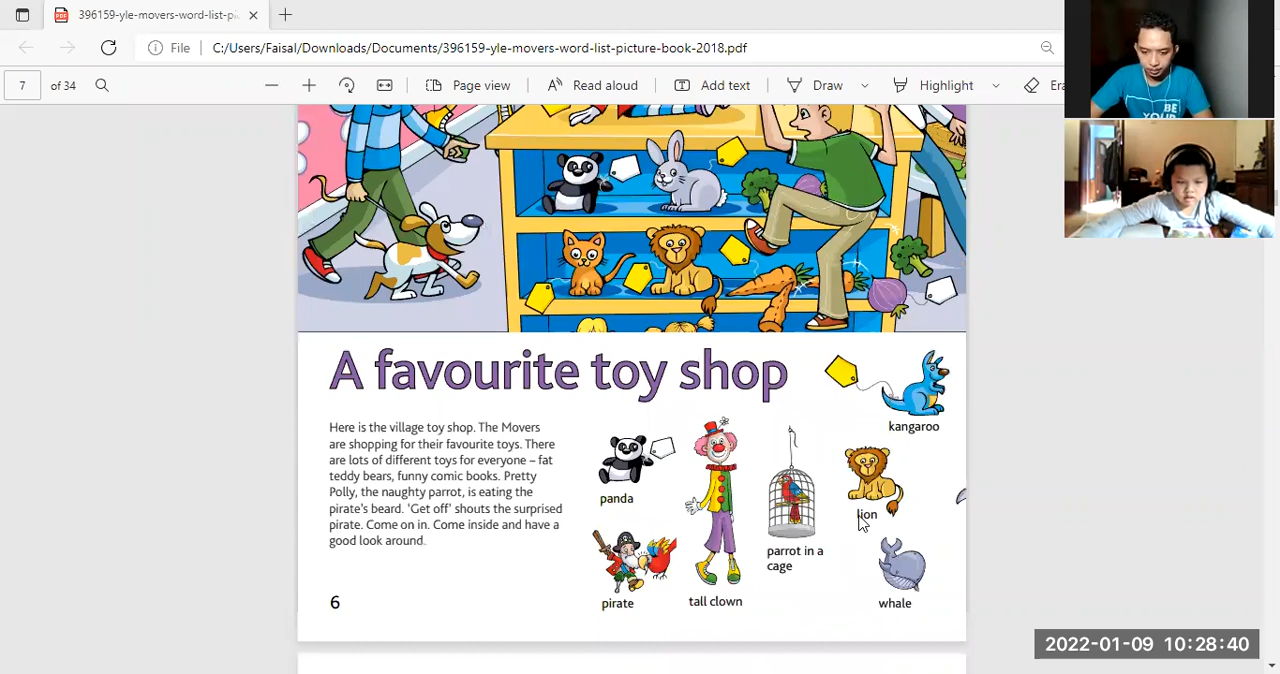 396159-yle-movers-word-list-pic
File
C:/Users/Faisal/Downloads/Documents/396159-yle-movers-word-list-picture-book-2018.pdf
7 of 34
Page view
Read aloud
Add text
Draw
Highlight
Era
BE
YOUR
A favourite toy shop
kangaroo
Here is the village toy shop. The Movers
are shopping for their favourite toys. There
are lots of different toys for everyone – fat
teddy bears, funny comic books. Pretty
Polly, the naughty parrot, is eating the
pirate's beard. 'Get off' shouts the surprised
pirate. Come on in. Come inside and have a
good look around.
panda
lion
parrot in a
cage
pirate
tall clown
whale
6
2022-01-09 10:28:40